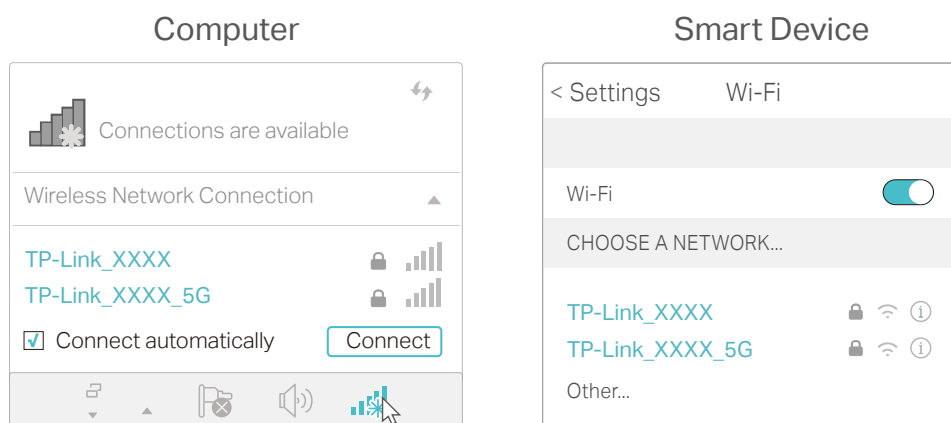 Computer
Connections are available
Wireless Network Connection
TP-Link_XXXX
TP-Link_XXXX_5G
Connect automatically
Connect
Smart Device
< Settings
Wi-Fi
Wi-Fi
CHOOSE A NETWORK...
TP-Link_XXXX
TP-Link_XXXX_5G
Other...